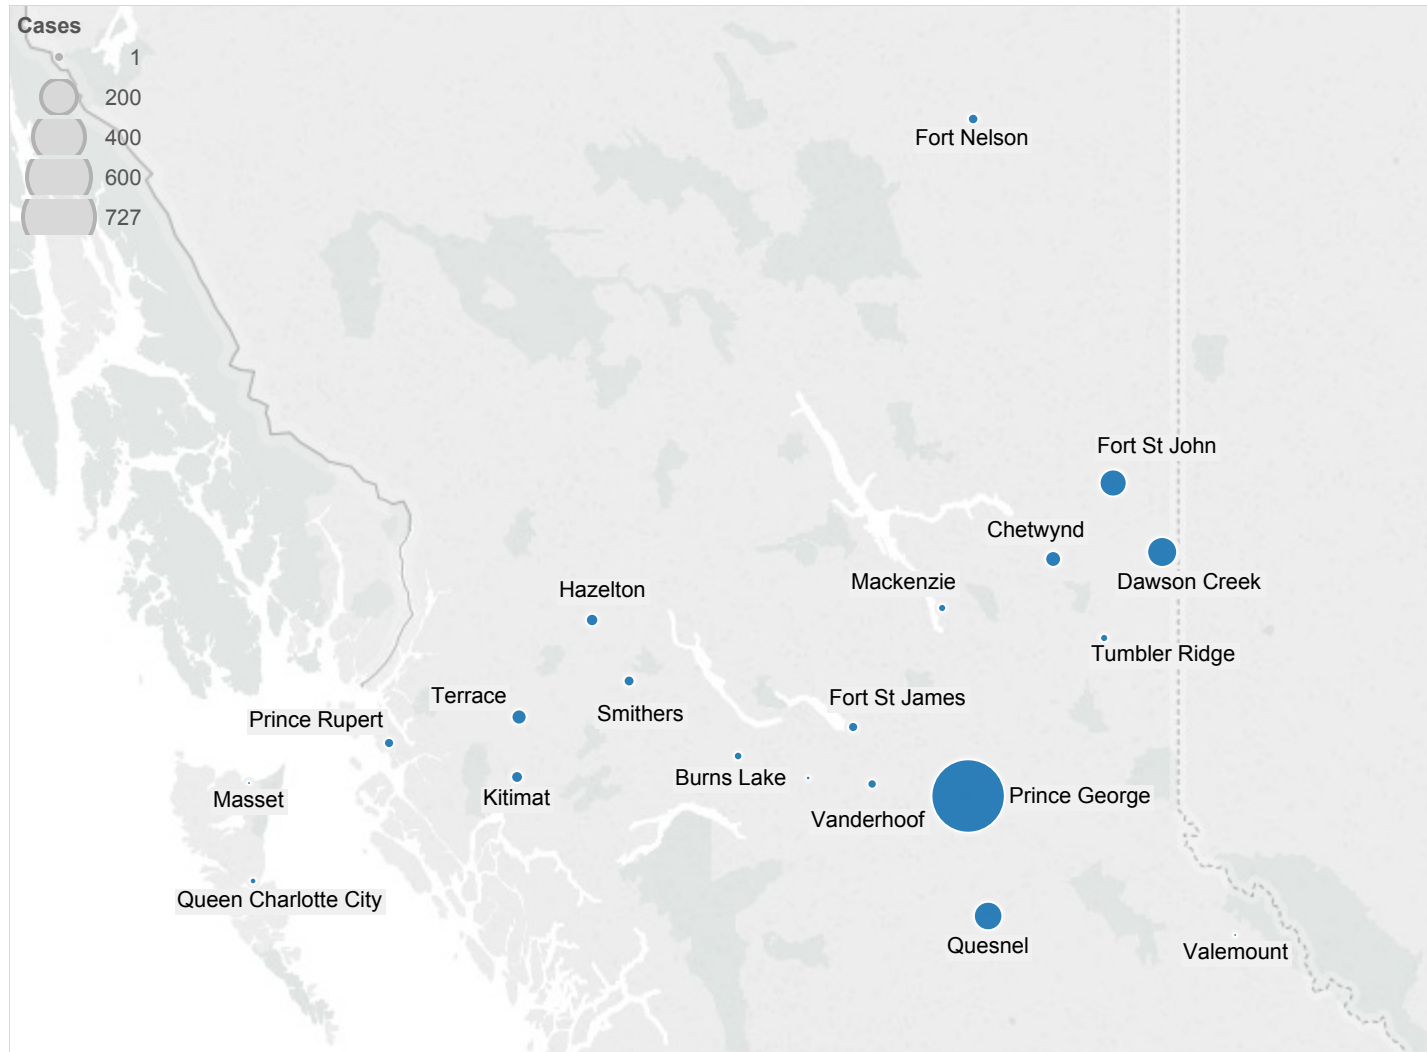 Cases
1
200
400
600
727
Fort Nelson
Fort St John
Chetwynd
Dawson Creek
Mackenzie
Hazelton
Tumbler Ridge
Terrace
Fort St James
Smithers
Prince Rupert
Burns Lake
Masset
Kitimat
Prince George
Vanderhoof
Queen Charlotte City
Quesnel
Valemount